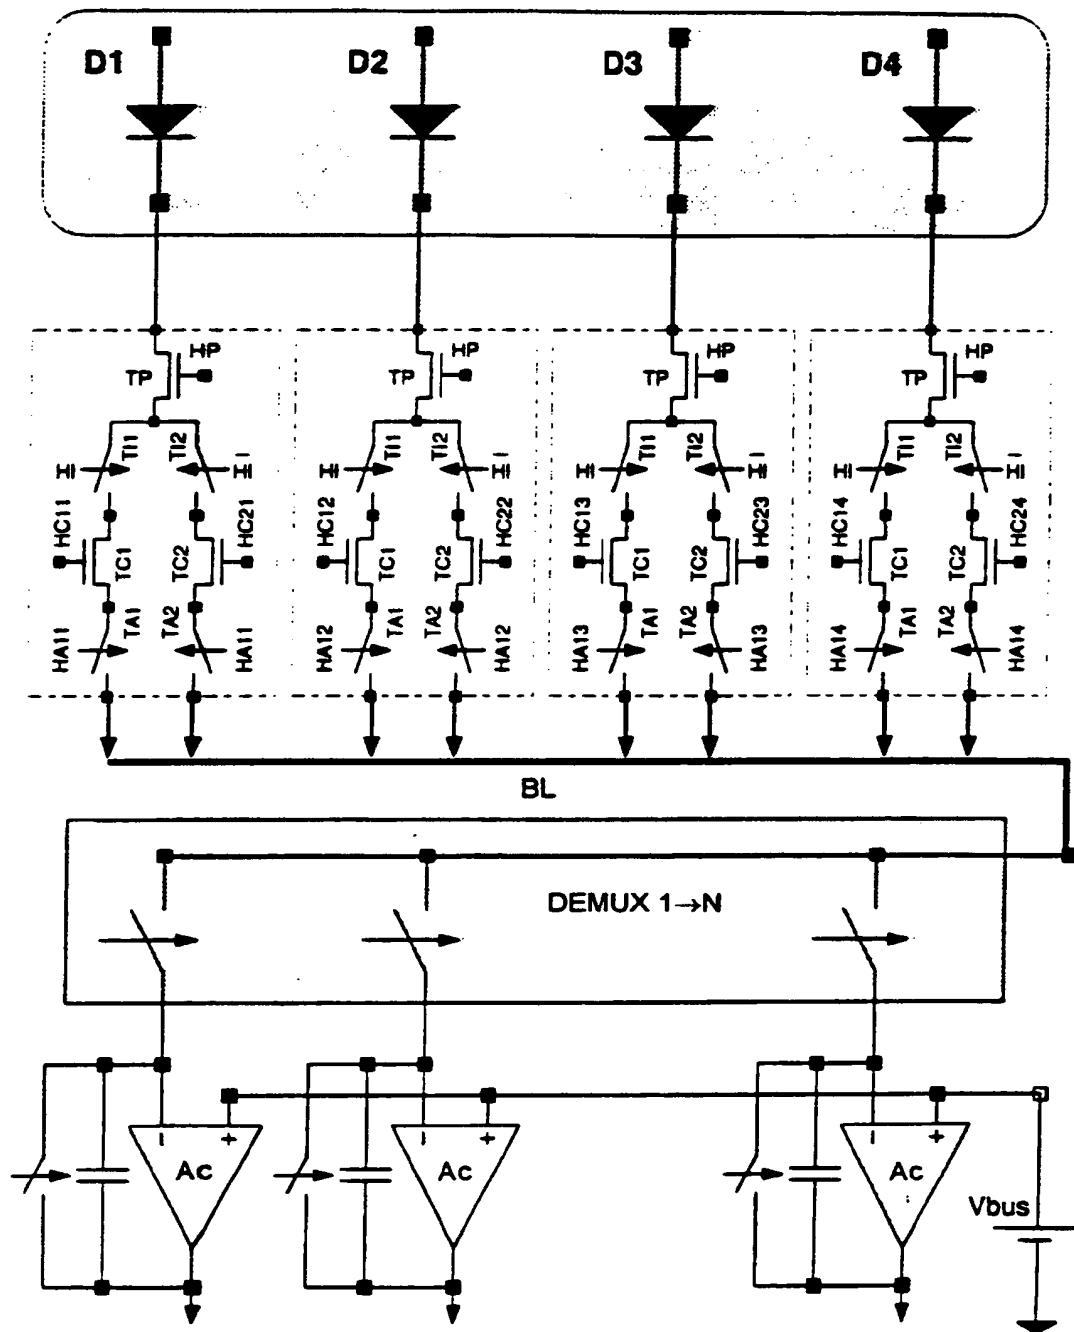 D1 D2 D3 D4
HP HP HP HP
TP TP TP TP
TI1 TI2 TI1 TI2 TI1 TI2 TI1 TI2
HC11 HC21 HC12 HC22 HC13 HC23 HC14 HC24
TC1 TC2 TC1 TC2 TC1 TC2 TC1 TC2
TA1 TA2 TA1 TA2 TA1 TA2 TA1 TA2
HA11 HA11 HA12 HA12 HA13 HA13 HA14 HA14
BL
DEMUX 1→N
- + - + - +
Ac Ac Ac
Vbus